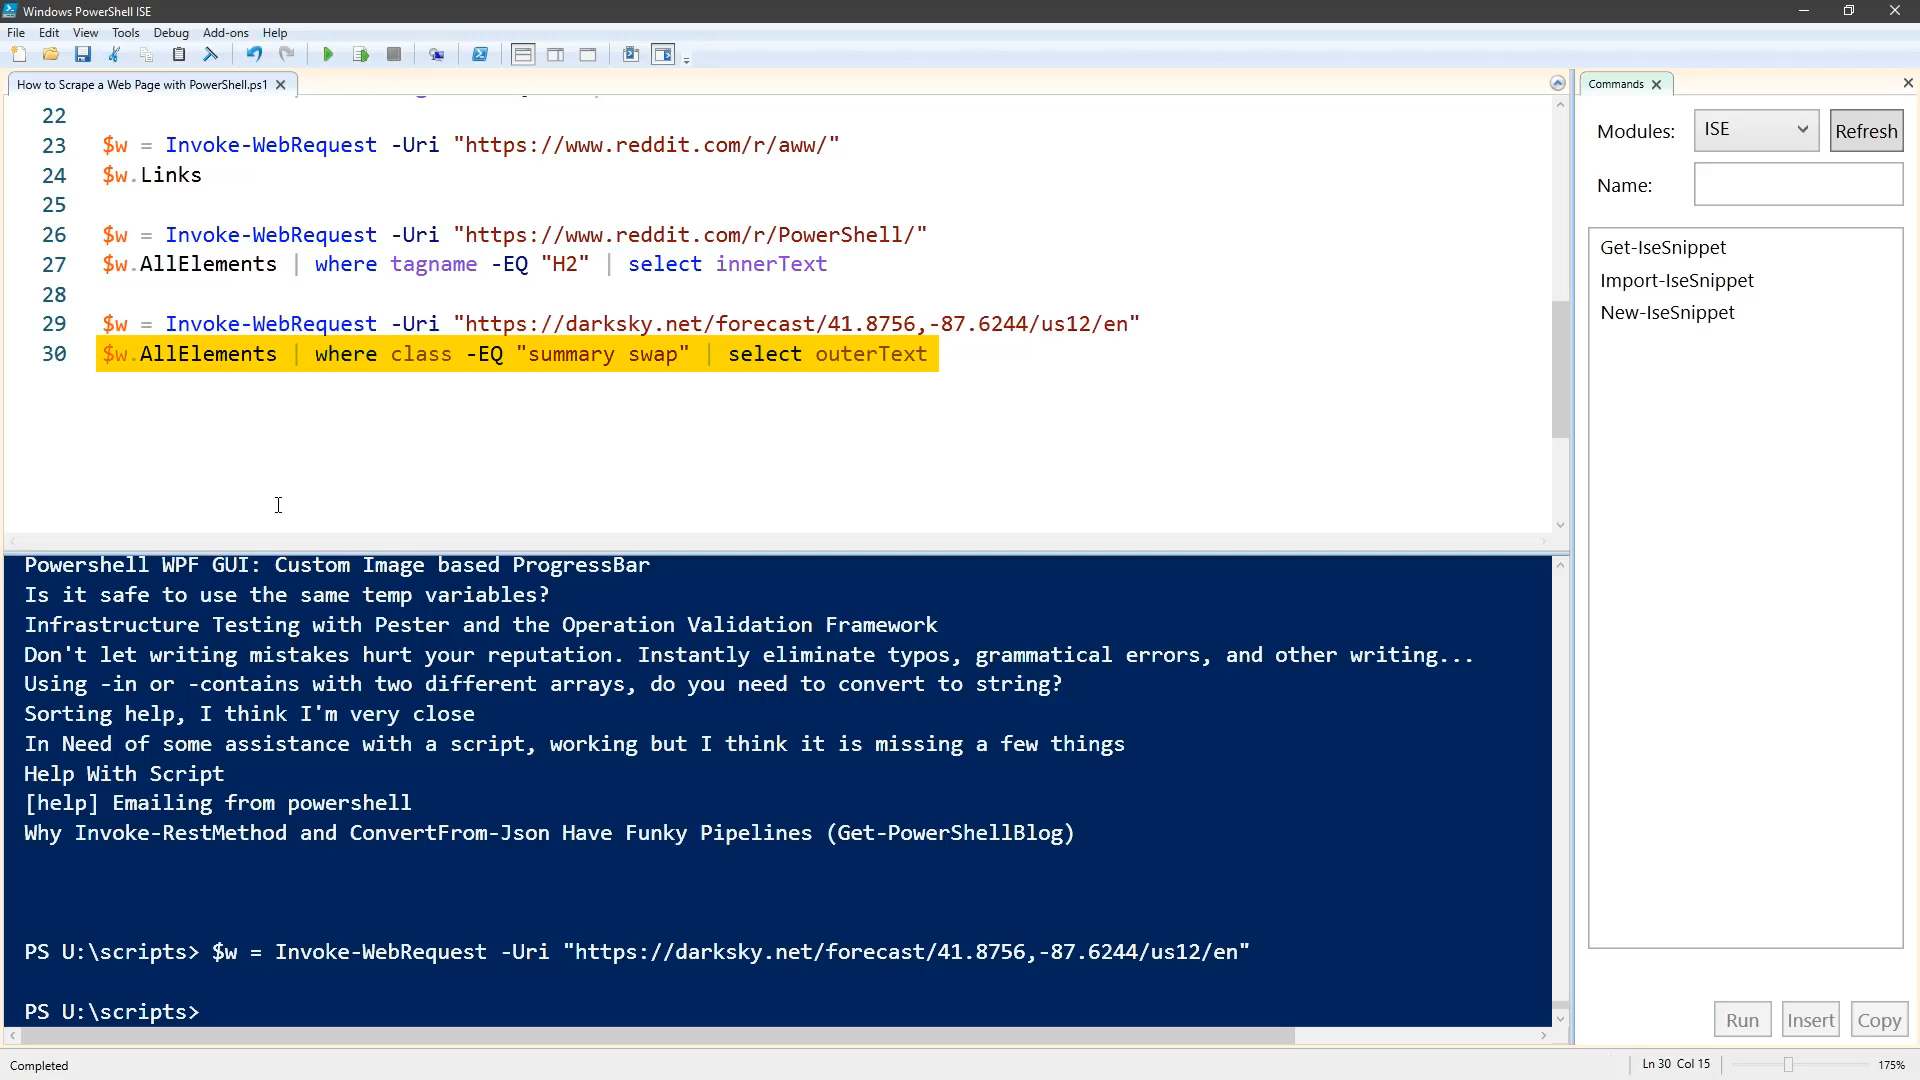 Windows PowerShell ISE
File Edit View Tools Debug Add-ons Help
How to Scrape a Web Page with PowerShell.ps1
22
23 $w = Invoke-WebRequest -Uri "https://www.reddit.com/r/aww/"
24 $w.Links
25
26 $w = Invoke-WebRequest -Uri "https://www.reddit.com/r/PowerShell/"
27 $w.AllElements | where tagname -EQ "H2" | select innerText
28
29 $w = Invoke-WebRequest -Uri "https://darksky.net/forecast/41.8756,-87.6244/us12/en"
30 $w.AllElements | where class -EQ "summary swap" | select outerText
Powershell WPF GUI: Custom Image based ProgressBar
Is it safe to use the same temp variables?
Infrastructure Testing with Pester and the Operation Validation Framework
Don't let writing mistakes hurt your reputation. Instantly eliminate typos, grammatical errors, and other writing...
Using -in or -contains with two different arrays, do you need to convert to string?
Sorting help, I think I'm very close
In Need of some assistance with a script, working but I think it is missing a few things
Help With Script
[help] Emailing from powershell
Why Invoke-RestMethod and ConvertFrom-Json Have Funky Pipelines (Get-PowerShellBlog)
PS U:\scripts> $w = Invoke-WebRequest -Uri "https://darksky.net/forecast/41.8756,-87.6244/us12/en"
PS U:\scripts>
Commands
Modules: ISE Refresh
Name:
Get-IseSnippet
Import-IseSnippet
New-IseSnippet
Run Insert Copy
Completed
Ln 30 Col 15
175%